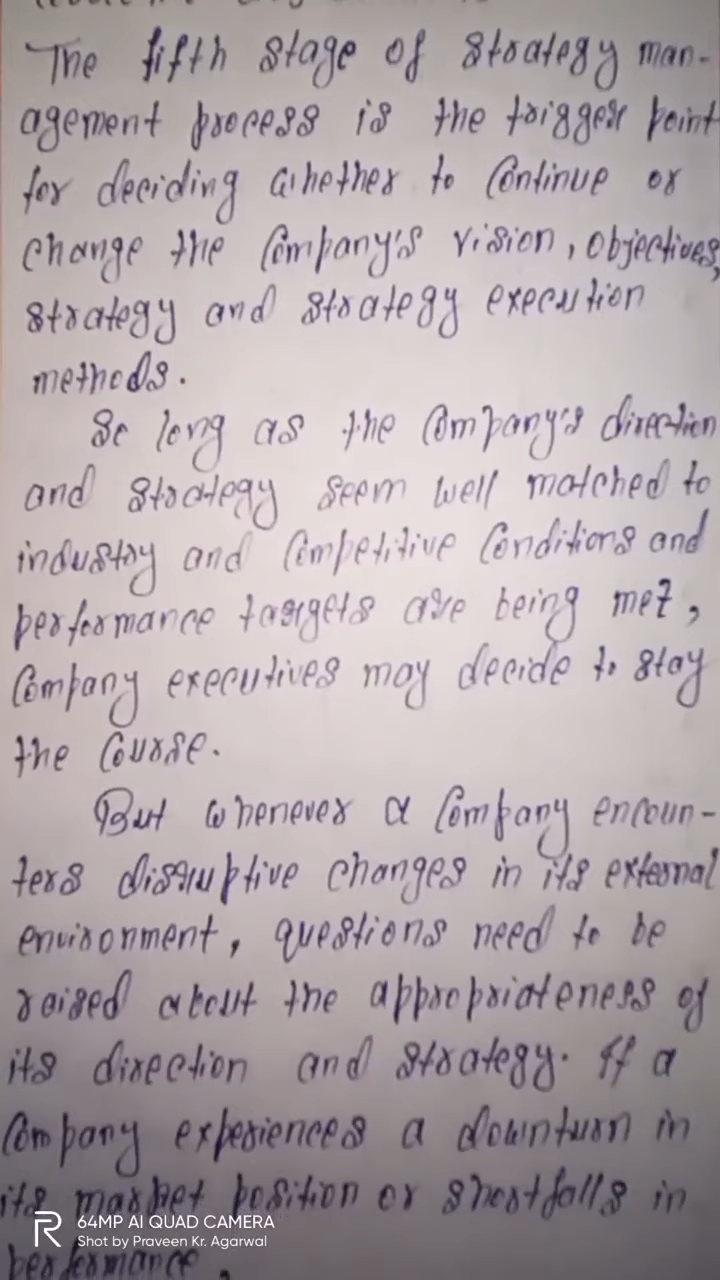 The fifth stage of strategy man-
agement process is the trigger point
for deciding whether to continue or
change the company's vision, objectives,
strategy and strategy execution
methods.
So long as the company's direction
and strategy seem well matched to
industry and competitive conditions and
performance targets are being met,
company executives may decide to stay
the course.
But whenever a company encoun-
ters disruptive changes in its external
environment, questions need to be
raised about the appropriateness of
its direction and strategy. If a
company experiences a downturn in
its market position or shortfalls in
performance,
64MP AI QUAD CAMERA
Shot by Praveen Kr. Agarwal